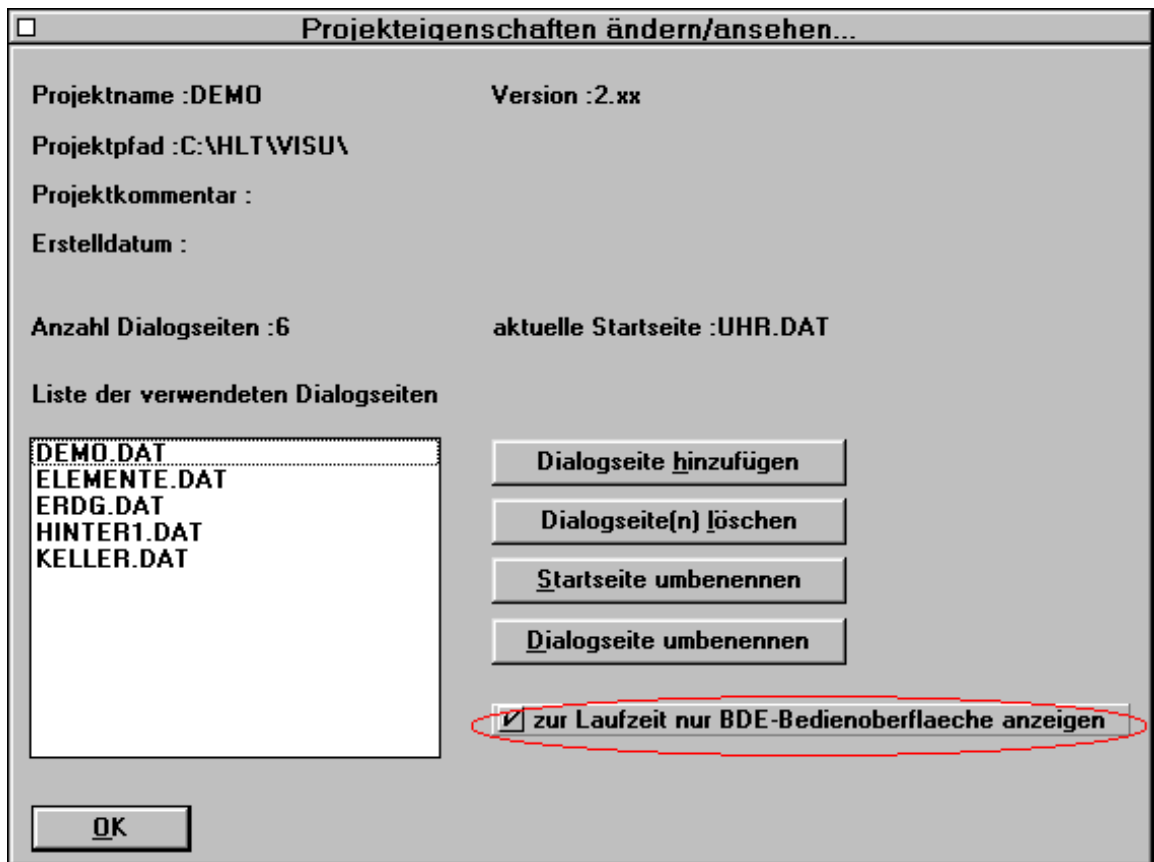 Projekteigenschaften ändern/ansehen...
Projektname :DEMO
Version :2.xx
Projektpfad :C:\HLT\VISU\
Projektkommentar :
Erstelldatum :
Anzahl Dialogseiten :6
aktuelle Startseite :UHR.DAT
Liste der verwendeten Dialogseiten
DEMO.DAT
ELEMENTE.DAT
ERDG.DAT
HINTER1.DAT
KELLER.DAT
Dialogseite hinzufügen
Dialogseite(n) löschen
Startseite umbenennen
Dialogseite umbenennen
zur Laufzeit nur BDE-Bedienoberflaeche anzeigen
OK